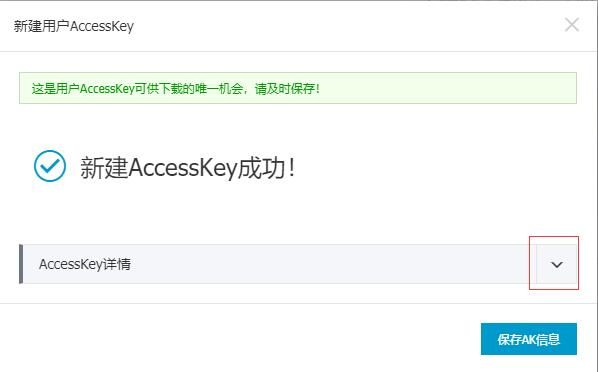 新建用户AccessKey
这是用户AccessKey可供下载的唯一机会，请及时保存！
新建AccessKey成功！
AccessKey详情
保存AK信息